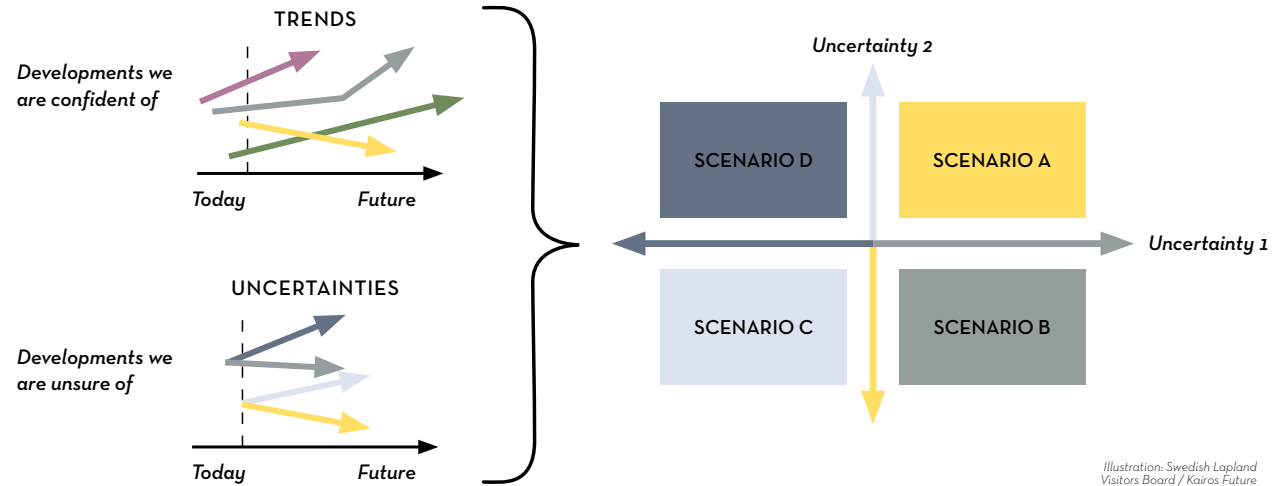 TRENDS
Developments we
are confident of
Today
Future
UNCERTAINTIES
Developments we
are unsure of
Today
Future
Uncertainty 2
SCENARIO D
SCENARIO A
Uncertainty 1
SCENARIO C
SCENARIO B
Illustration: Swedish Lapland
Visitors Board / Kairos Future